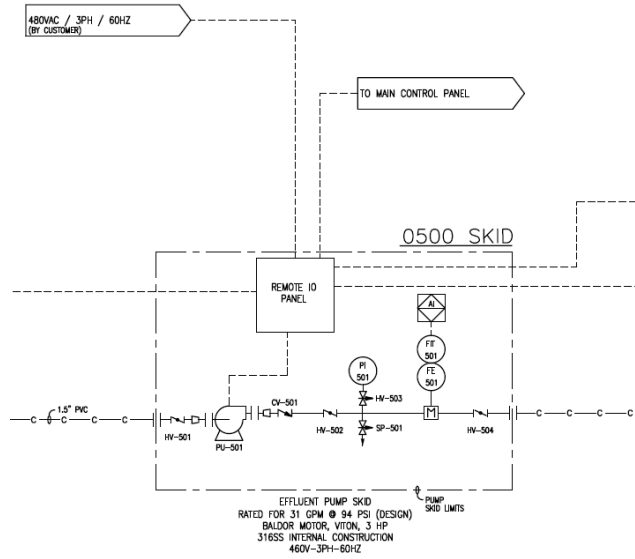 480VAC / 3PH / 60HZ
(BY CUSTOMER)
TO MAIN CONTROL PANEL
0500 SKID
REMOTE IO
PANEL
AI
FIT
501
FE
501
PI
501
HV-503
CV-501
1.5" PVC
C C C C
M
C C C C
HV-501
PU-501
HV-502
SP-501
HV-504
PUMP
SKID LIMITS
EFFLUENT PUMP SKID
RATED FOR 31 GPM @ 94 PSI (DESIGN)
BALDOR MOTOR, VITON, 3 HP
316SS INTERNAL CONSTRUCTION
460V-3PH-60HZ